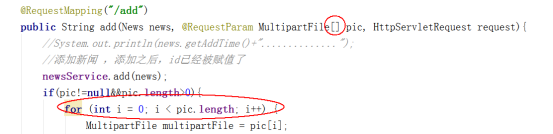 @RequestMapping("/add")
public String add(News news, @RequestParam MultipartFile[] pic, HttpServletRequest request){
//System.out.println(news.getAddTime()+".............");
//添加新闻 ，添加之后，id已经被赋值了
newsService.add(news);
if(pic!=null&&pic.length>0){
for (int i = 0; i < pic.length; i++) {
MultipartFile multipartFile = pic[i];